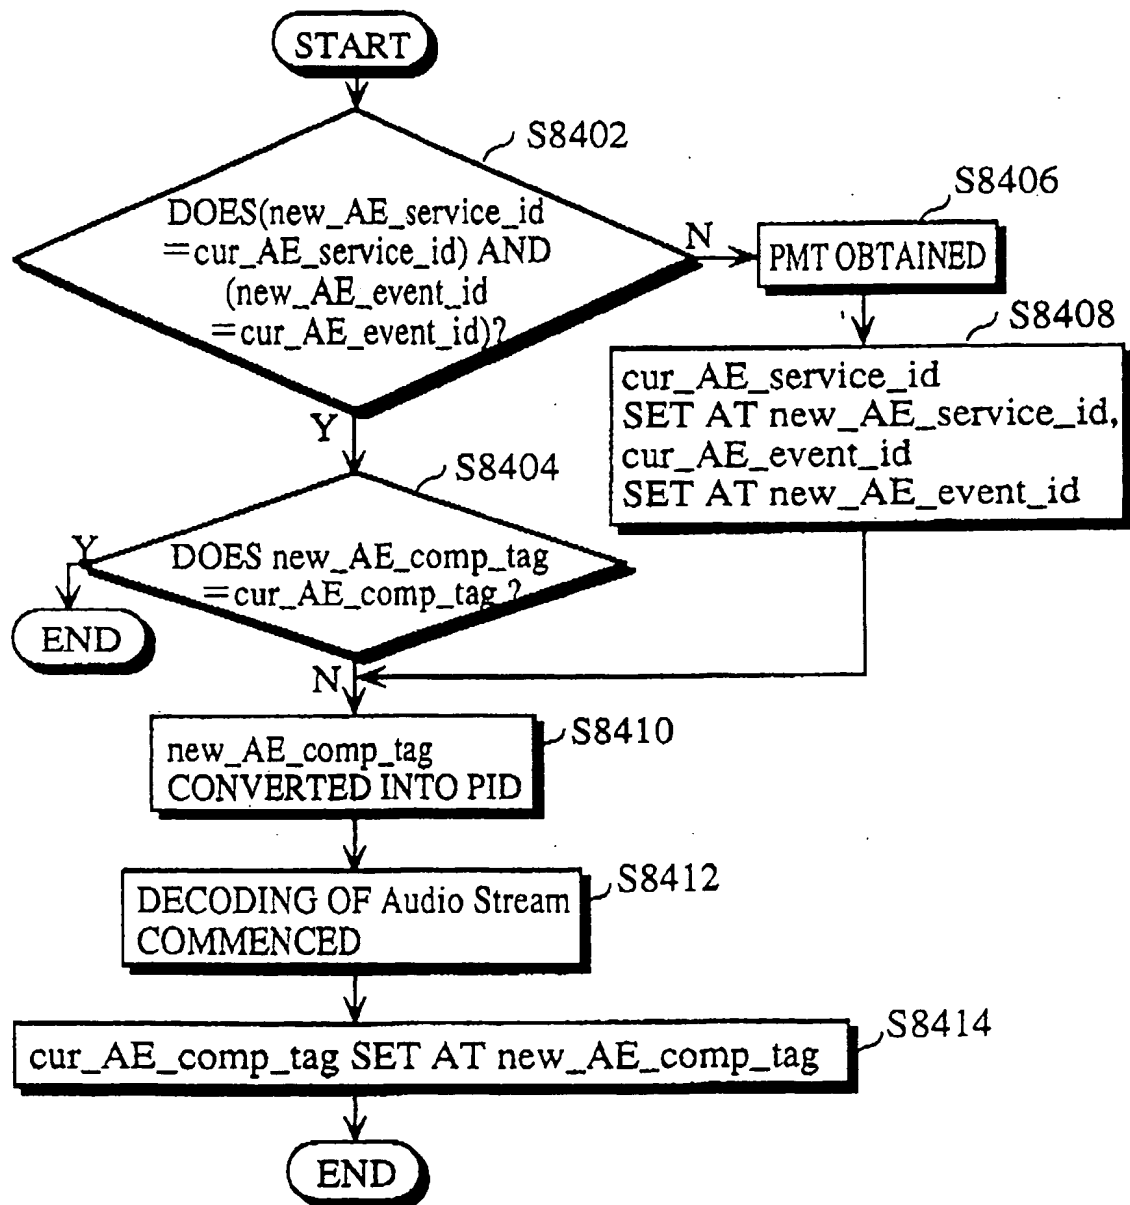 START
S8402
DOES(new_AE_service_id
=cur_AE_service_id) AND
(new_AE_event_id
=cur_AE_event_id)?
N
S8406
PMT OBTAINED
S8408
cur_AE_service_id
SET AT new_AE_service_id,
cur_AE_event_id
SET AT new_AE_event_id
Y
S8404
DOES new_AE_comp_tag
=cur_AE_comp_tag ?
Y
END
N
S8410
new_AE_comp_tag
CONVERTED INTO PID
S8412
DECODING OF Audio Stream
COMMENCED
S8414
cur_AE_comp_tag SET AT new_AE_comp_tag
END